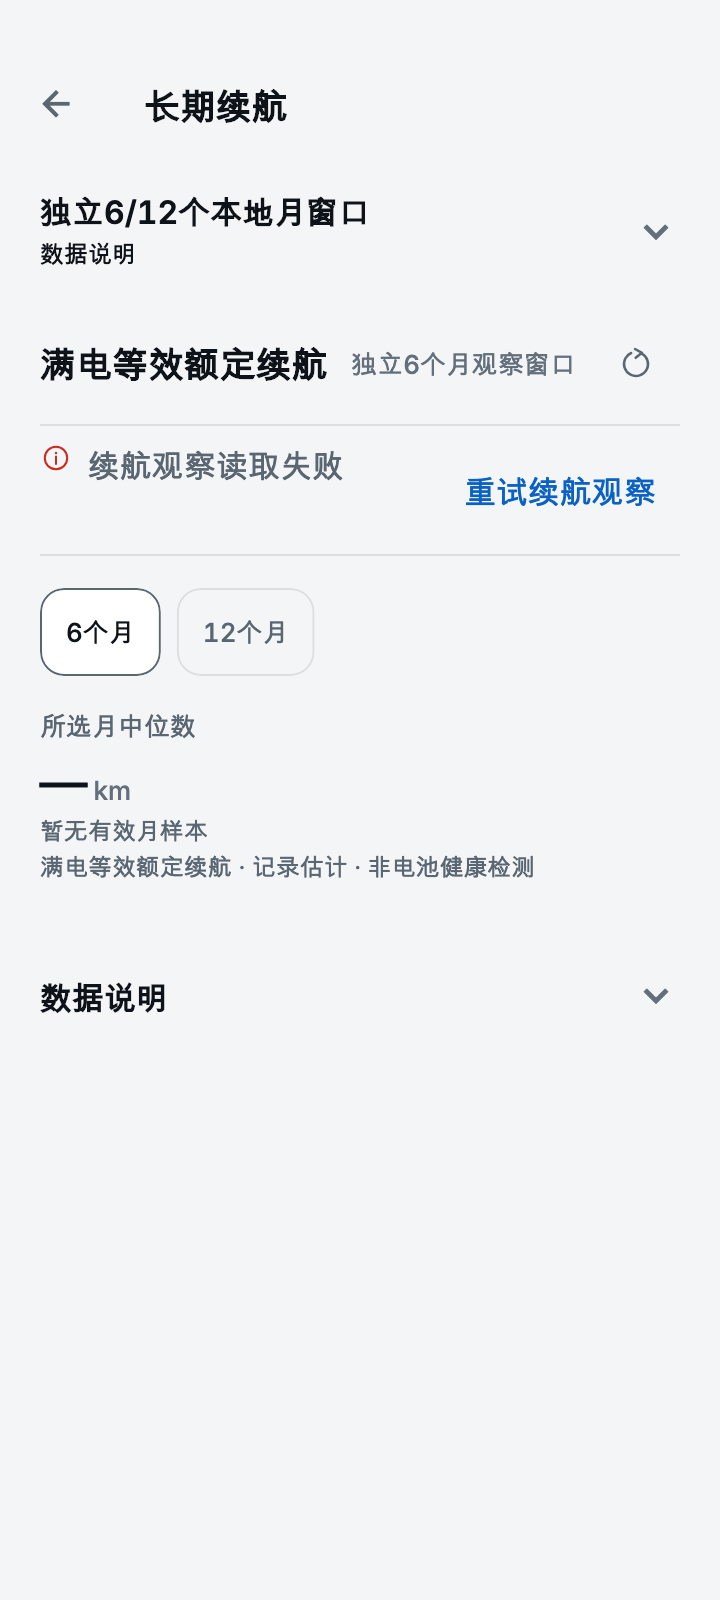 长期续航
独立6/12个本地月窗口
数据说明
满电等效额定续航 独立6个月观察窗口
续航观察读取失败
重试续航观察
6个月 12个月
所选月中位数
— km
暂无有效月样本
满电等效额定续航 · 记录估计 · 非电池健康检测
数据说明